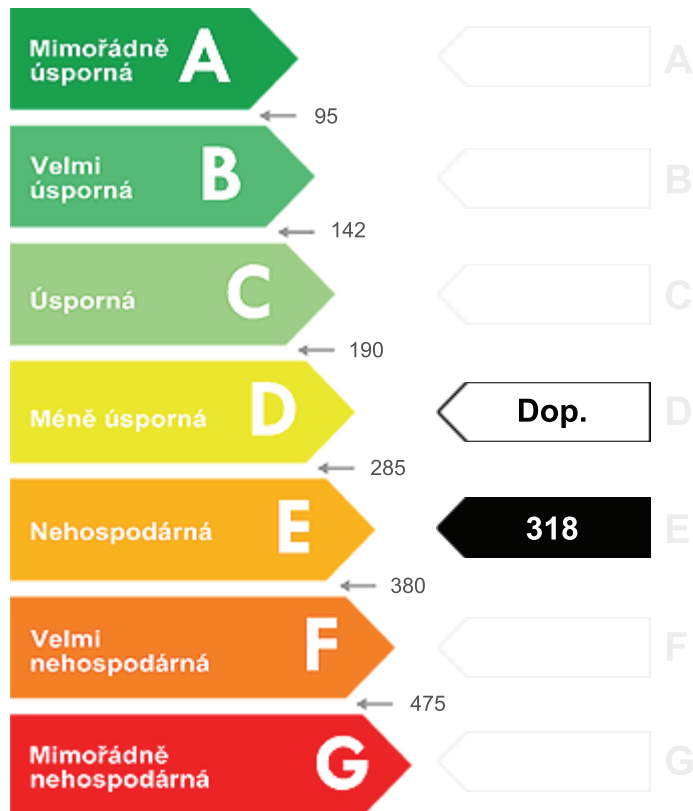 Mimořádně
úsporná A A
95
Velmi
úsporná B B
142
Úsporná C C
190
Méně úsporná D Dop. D
285
Nehospodárná E 318 E
380
Velmi
nehospodárná F F
475
Mimořádně
nehospodárná G G